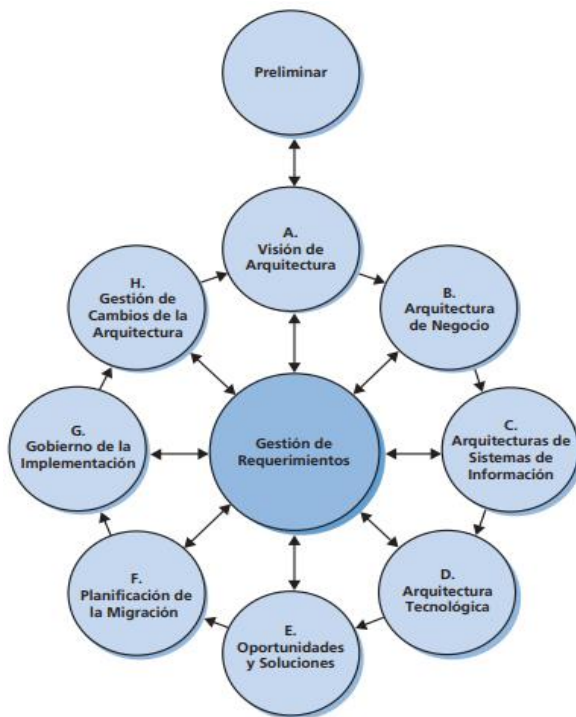 Preliminar
A.
Visión de
Arquitectura
B.
Arquitectura
de Negocio
C.
Arquitecturas de
Sistemas de
Información
D.
Arquitectura
Tecnológica
E.
Oportunidades
y Soluciones
F.
Planificación de
la Migración
G.
Gobierno de la
Implementación
H.
Gestión de
Cambios de la
Arquitectura
Gestión de
Requerimientos